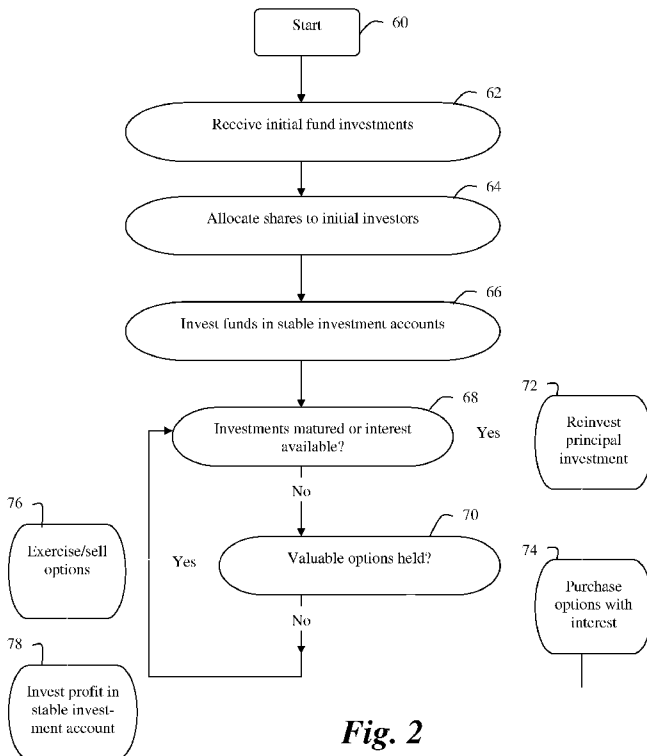 Start
60
62
Receive initial fund investments
64
Allocate shares to initial investors
66
Invest funds in stable investment accounts
68
Investments matured or interest
available?
Yes
72
Reinvest
principal
investment
No
76
Exercise/sell
options
Yes
70
Valuable options held?
74
Purchase
options with
interest
No
78
Invest profit in
stable invest-
ment account
Fig. 2